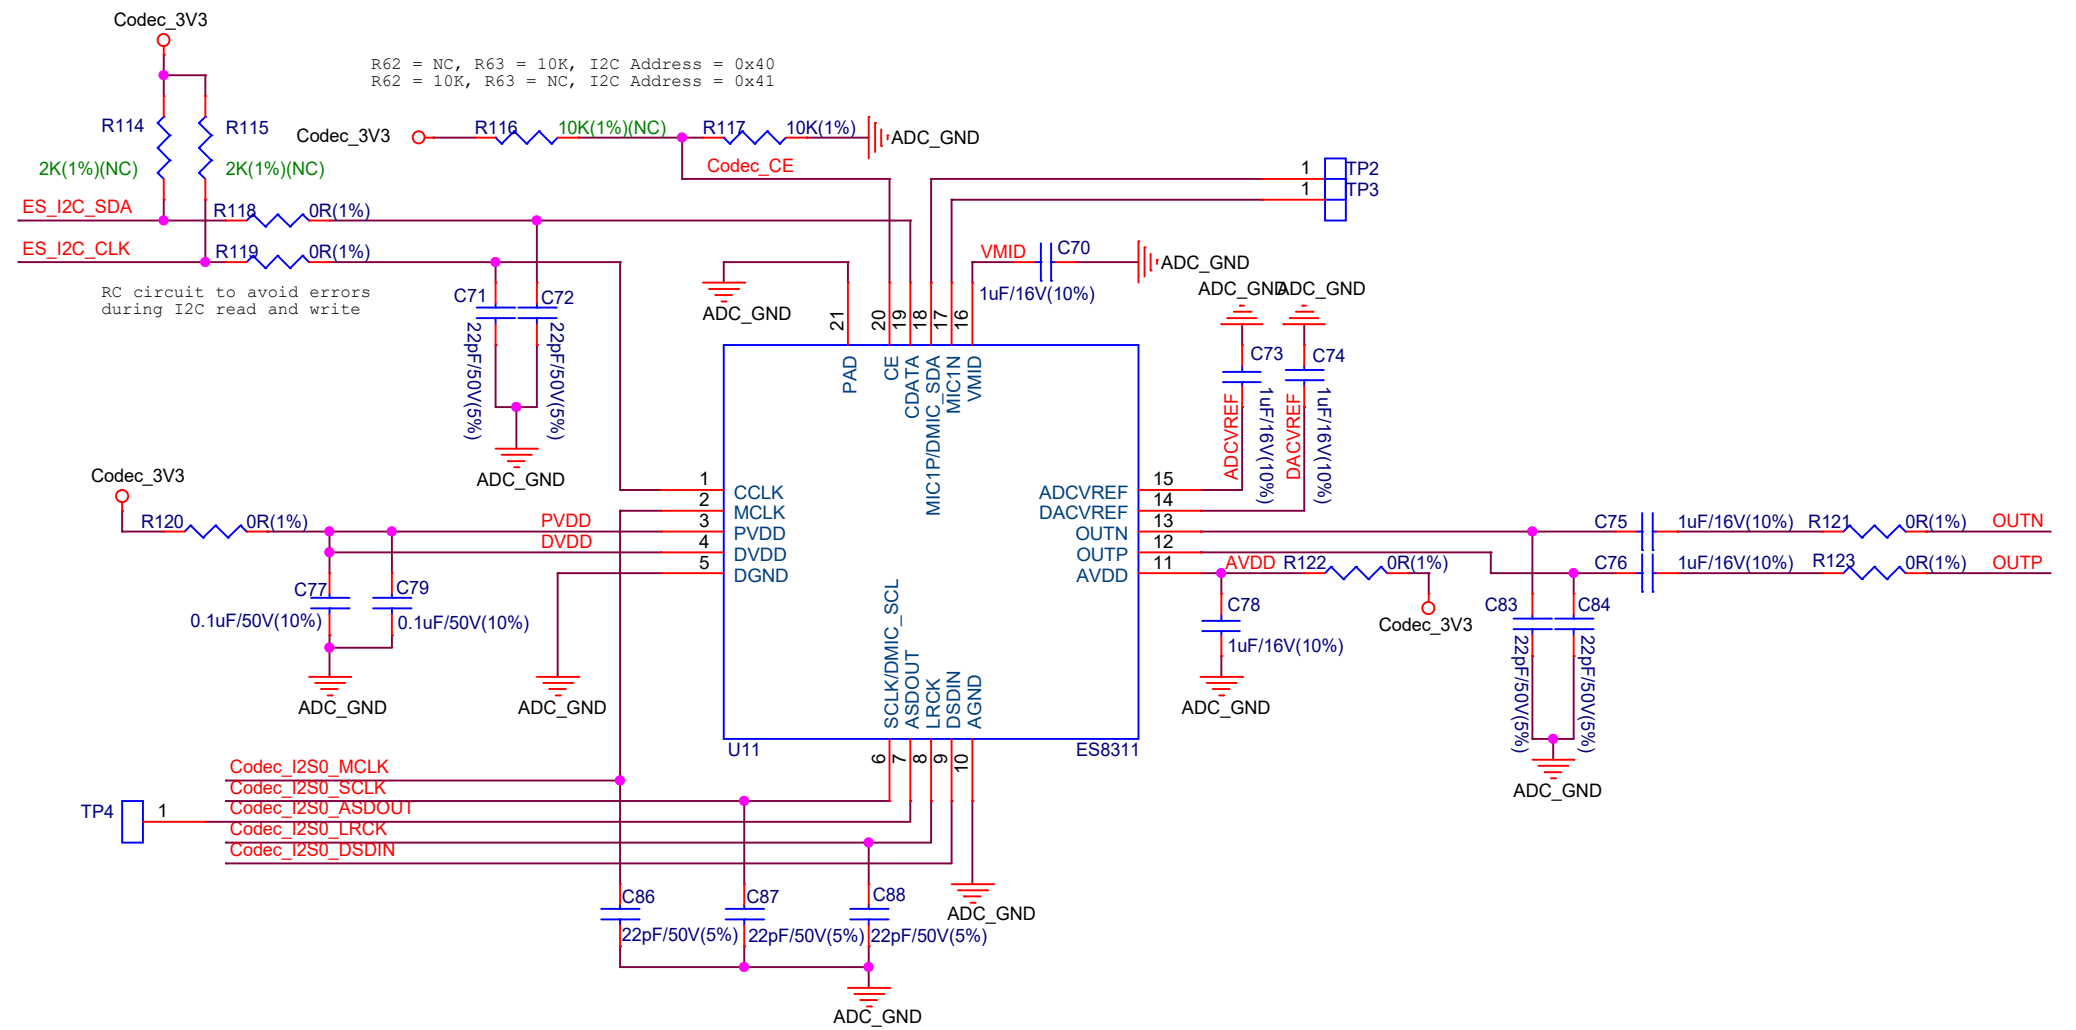 Codec_3V3
R62 = NC, R63 = 10K, I2C Address = 0x40
R62 = 10K, R63 = NC, I2C Address = 0x41
R114
2K(1%)(NC)
R115
2K(1%)(NC)
Codec_3V3
R116
10K(1%)(NC)
R117
10K(1%)
ADC_GND
Codec_CE
1
TP2
1
TP3
ES_I2C_SDA
R118
0R(1%)
ES_I2C_CLK
R119
0R(1%)
RC circuit to avoid errors
during I2C read and write
C71
22pF/50V(5%)
C72
22pF/50V(5%)
ADC_GND
ADC_GND
VMID
C70
1uF/16V(10%)
ADC_GND
ADC_GND
ADC_GND
C73
1uF/16V(10%)
C74
1uF/16V(10%)
ADCVREF
DACVREF
21
20
19
18
17
16
PAD
CE
CDATA
MIC1P/DMIC_SDA
MIC1N
VMID
Codec_3V3
R120
0R(1%)
PVDD
DVDD
1
2
3
4
5
CCLK
MCLK
PVDD
DVDD
DGND
15
14
13
12
11
ADCVREF
DACVREF
OUTN
OUTP
AVDD
C77
0.1uF/50V(10%)
C79
0.1uF/50V(10%)
ADC_GND
ADC_GND
AVDD
R122
0R(1%)
Codec_3V3
C78
1uF/16V(10%)
ADC_GND
C75
1uF/16V(10%)
R121
0R(1%)
OUTN
C76
1uF/16V(10%)
R123
0R(1%)
OUTP
C83
22pF/50V(5%)
C84
22pF/50V(5%)
ADC_GND
SCLK/DMIC_SCL
ASDOUT
LRCK
DSDIN
AGND
U11
ES8311
6
7
8
9
10
Codec_I2S0_MCLK
Codec_I2S0_SCLK
Codec_I2S0_ASDOUT
Codec_I2S0_LRCK
Codec_I2S0_DSDIN
TP4
1
C86
22pF/50V(5%)
C87
22pF/50V(5%)
C88
22pF/50V(5%)
ADC_GND
ADC_GND